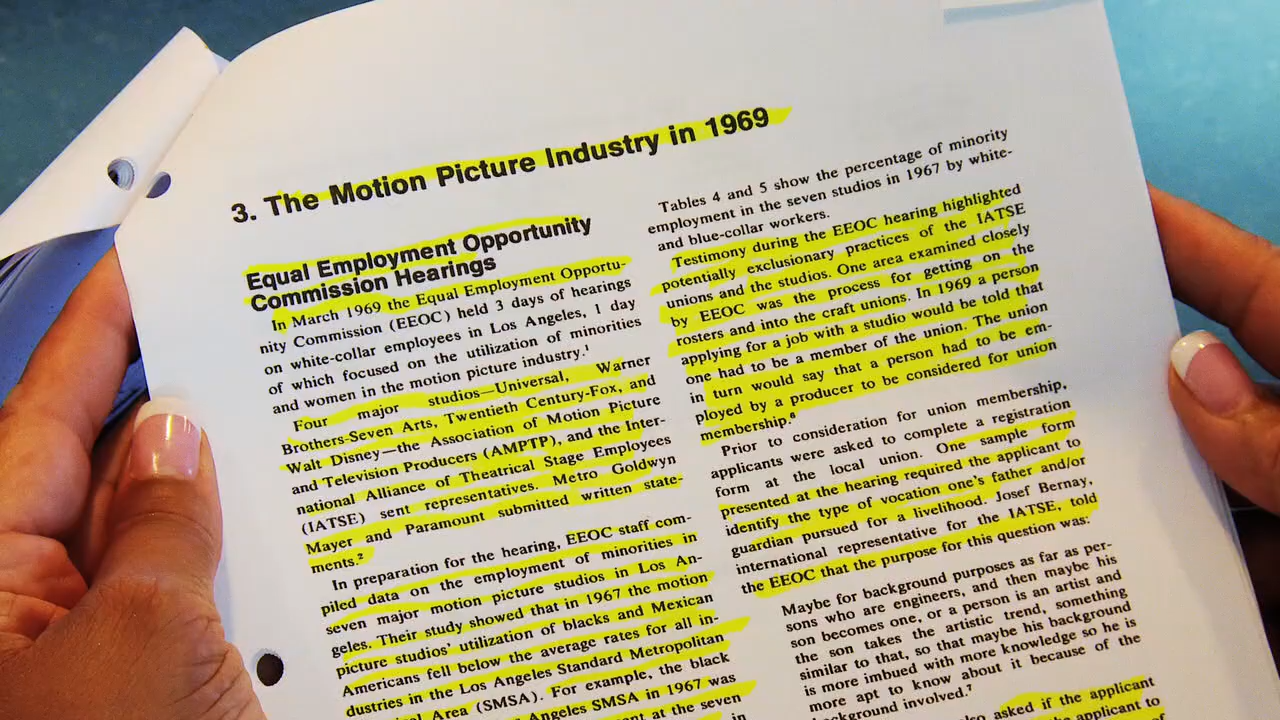 3. The Motion Picture Industry in 1969
Equal Employment Opportunity
Commission Hearings
In March 1969 the Equal Employment Opportu-
nity Commission (EEOC) held 3 days of hearings
on white-collar employees in Los Angeles, 1 day
of which focused on the utilization of minorities
and women in the motion picture industry.¹
Four major studios—Universal, Warner
Brothers-Seven Arts, Twentieth Century-Fox, and
Walt Disney—the Association of Motion Picture
and Television Producers (AMPTP), and the Inter-
national Alliance of Theatrical Stage Employees
(IATSE) sent representatives. Metro Goldwyn
Mayer and Paramount submitted written state-
ments.²
In preparation for the hearing, EEOC staff com-
piled data on the employment of minorities in
seven major motion picture studios in Los An-
geles. Their study showed that in 1967 the motion
picture studios' utilization of blacks and Mexican
Americans fell below the average rates for all in-
dustries in the Los Angeles Standard Metropolitan
Area (SMSA). For example, the black
Angeles SMSA in 1967 was
at the seven
in
Tables 4 and 5 show the percentage of minority
employment in the seven studios in 1967 by white-
and blue-collar workers.
Testimony during the EEOC hearing highlighted
potentially exclusionary practices of the IATSE
unions and the studios. One area examined closely
by EEOC was the process for getting on the
rosters and into the craft unions. In 1969 a person
applying for a job with a studio would be told that
one had to be a member of the union. The union
in turn would say that a person had to be em-
ployed by a producer to be considered for union
membership.⁶
Prior to consideration for union membership,
applicants were asked to complete a registration
form at the local union. One sample form
presented at the hearing required the applicant to
identify the type of vocation one's father and/or
guardian pursued for a livelihood. Josef Bernay,
international representative for the IATSE, told
the EEOC that the purpose for this question was:
Maybe for background purposes as far as per-
sons who are engineers, and then maybe his
son becomes one, or a person is an artist and
the son takes the artistic trend, something
similar to that, so that maybe his background
is more imbued with more knowledge so he is
more apt to know about it because of the
background involved.⁷
asked if the applicant
the applicant to